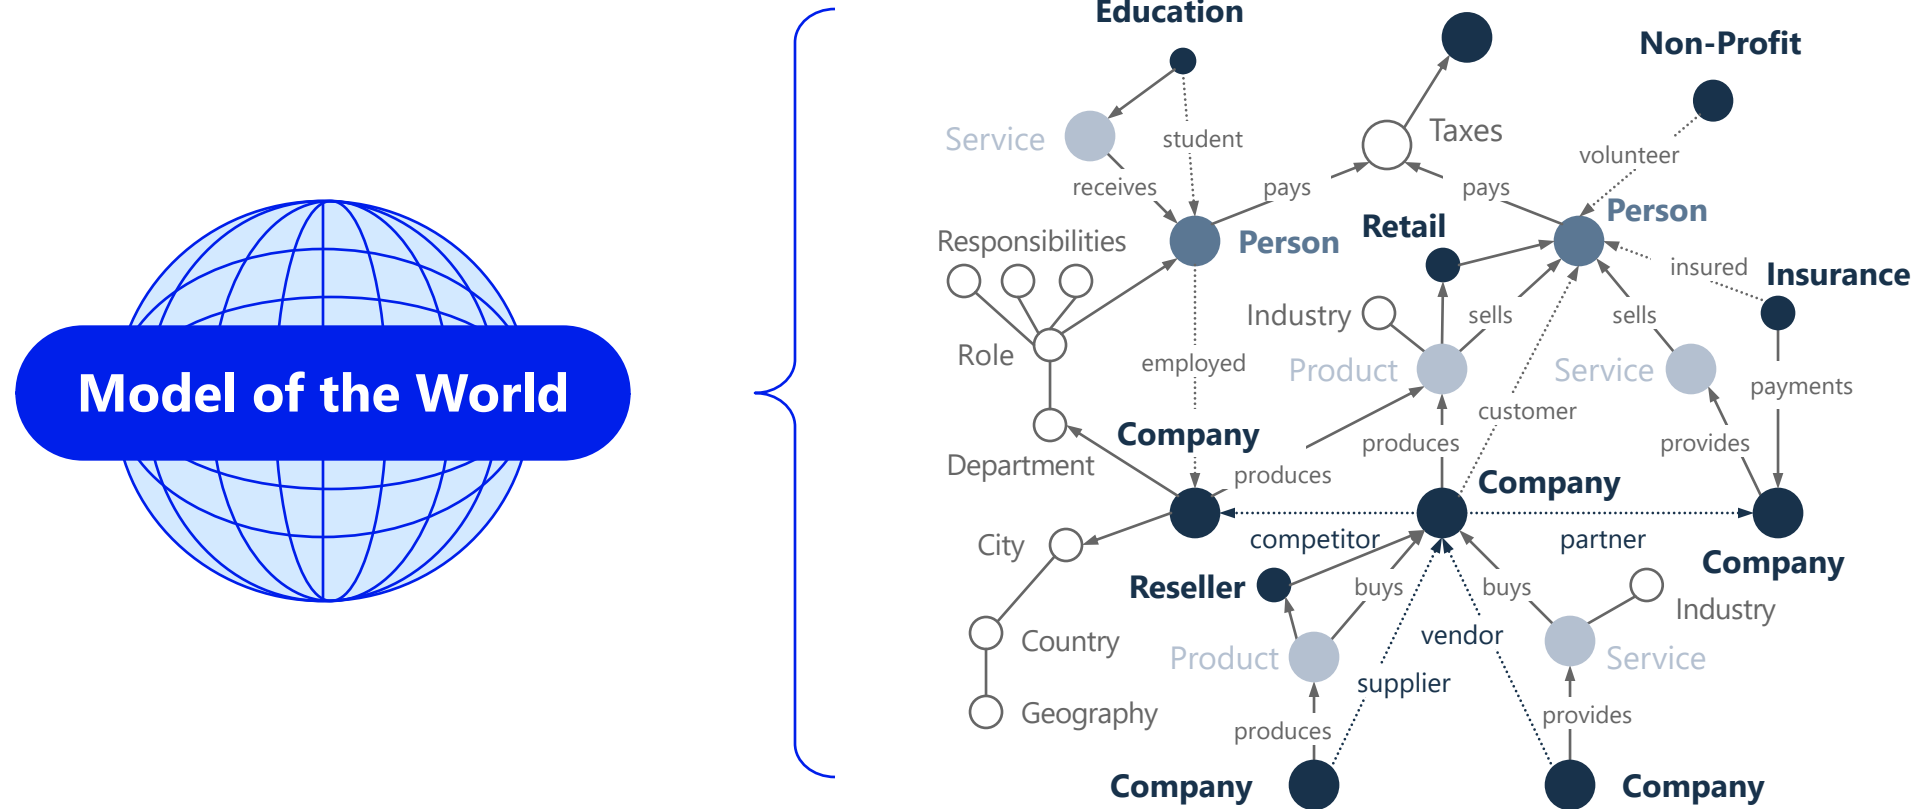 Model of the World
Education
Non-Profit
Service
student
Taxes
volunteer
receives
pays
pays
Person
Responsibilities
Person
Retail
insured
Insurance
Industry
sells
sells
Role
employed
Product
Service
payments
customer
Company
produces
provides
Department
produces
Company
City
competitor
partner
Company
Reseller
buys
buys
Industry
Country
vendor
Product
Service
supplier
Geography
produces
provides
Company
Company